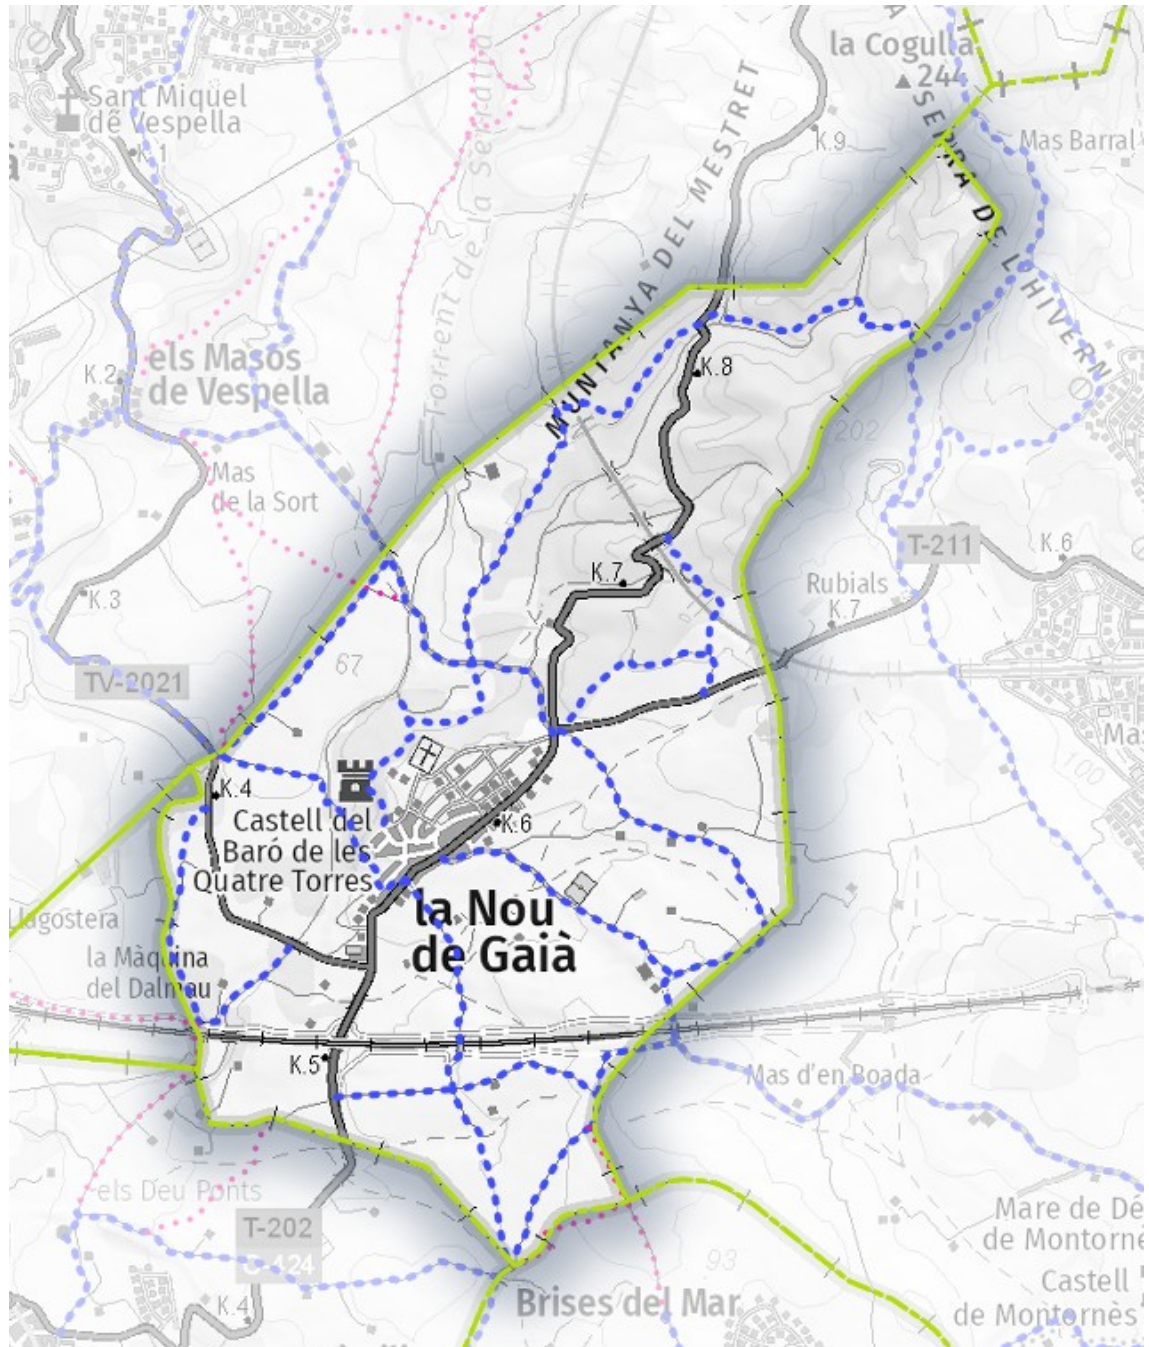 la Cogulla
244
Sant Miquel
de Vespella
K.1
K.9
Mas Barral
SERRA DE L'HIVERN
MUNTANYA DEL MESTRET
Torrent de la Serralta
els Masos
de Vespella
K.2
K.8
202
Mas
de la Sort
T-211
K.6
K.7
Rubials
K.7
K.3
67
TV-2021
Mas
K.4
Castell del
Baró de les
Quatre Torres
K.6
la Nou
de Gaià
Llagostera
la Màquina
del Dalmau
K.5
Mas d'en Boada
els Deu Ponts
T-202
Mare de Dé
de Montorne
93
Castell
de Montornès
Brises del Mar
K.4